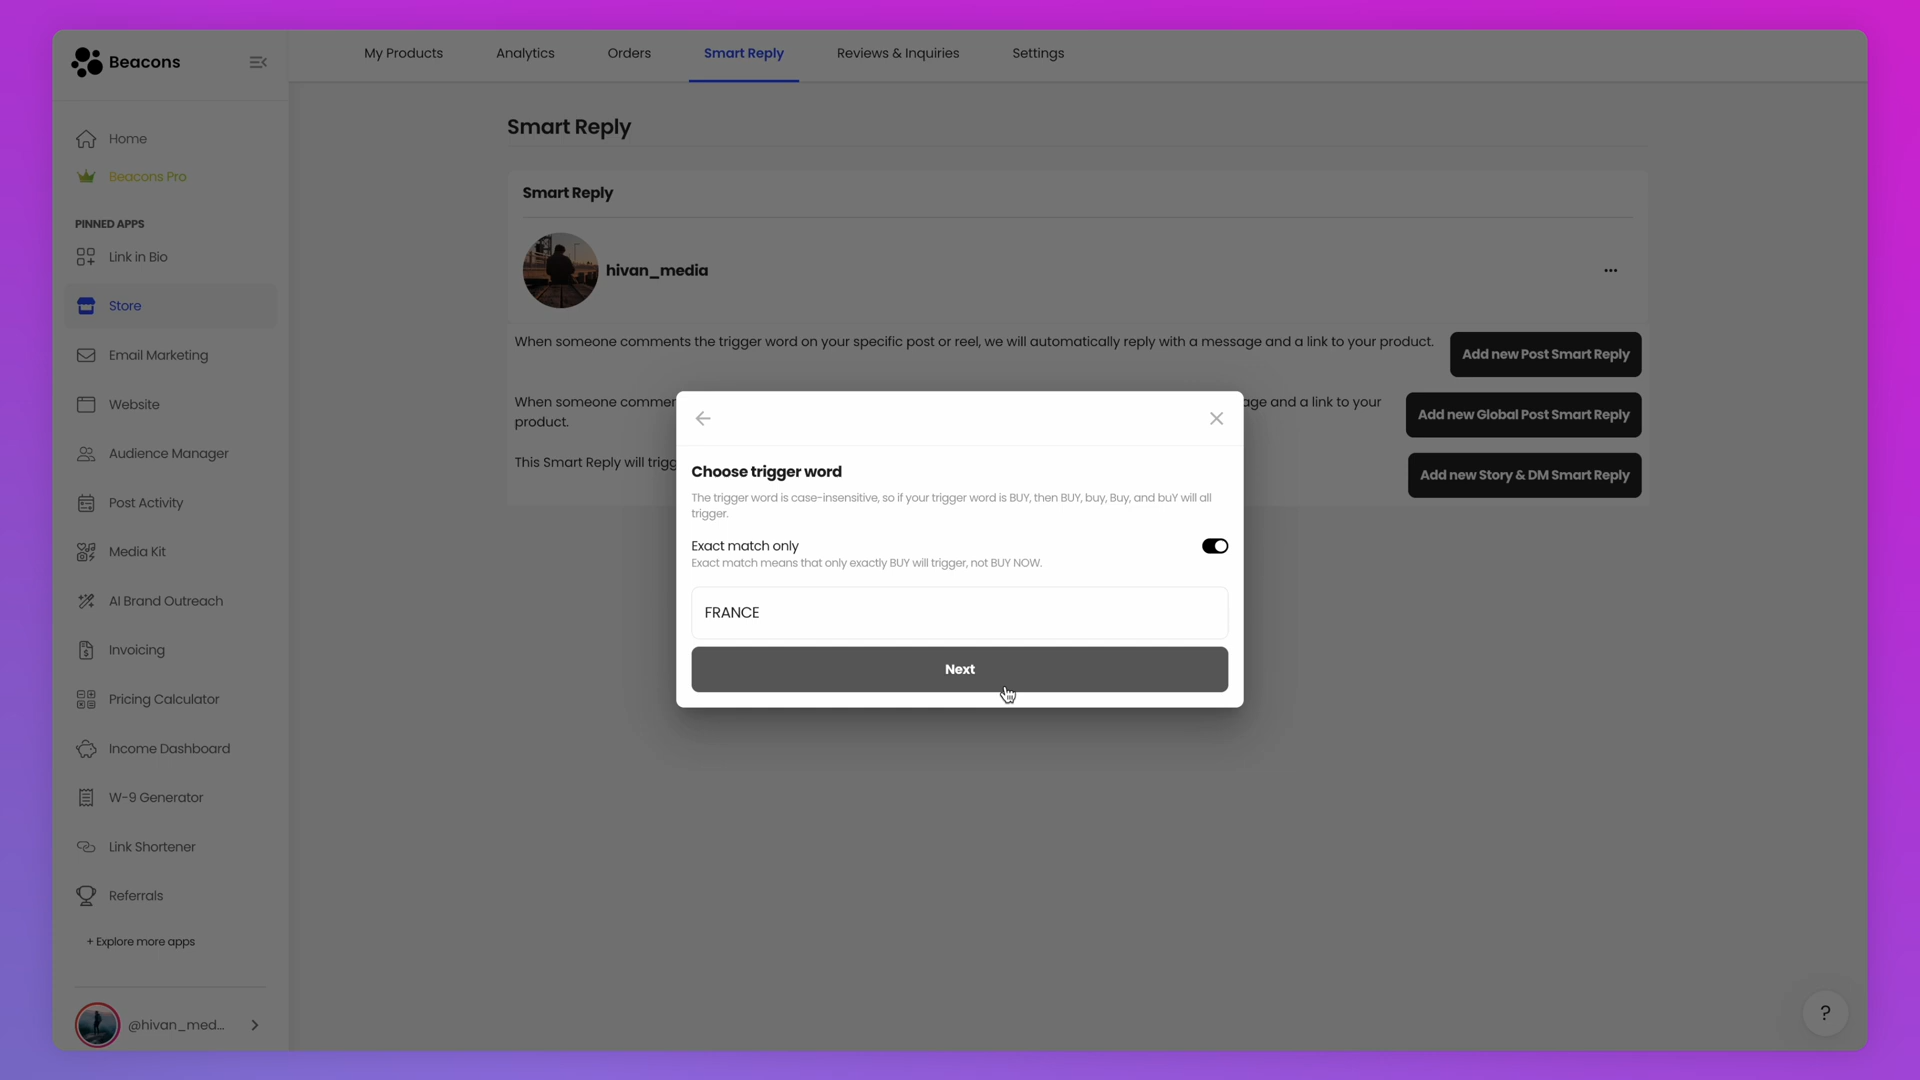 Beacons
Home
Beacons Pro
PINNED APPS
Link in Bio
Store
Email Marketing
Website
Audience Manager
Post Activity
Media Kit
AI Brand Outreach
Invoicing
Pricing Calculator
Income Dashboard
W-9 Generator
Link Shortener
Referrals
+ Explore more apps
@hivan_med...
My Products
Analytics
Orders
Smart Reply
Reviews & Inquiries
Settings
Smart Reply
Smart Reply
hivan_media
...
When someone comments the trigger word on your specific post or reel, we will automatically reply with a message and a link to your product.
Add new Post Smart Reply
When someone commen
age and a link to your
product.
Add new Global Post Smart Reply
This Smart Reply will trigg
Add new Story & DM Smart Reply
Choose trigger word
The trigger word is case-insensitive, so if your trigger word is BUY, then BUY, buy, Buy, and buY will all
trigger.
Exact match only
Exact match means that only exactly BUY will trigger, not BUY NOW.
FRANCE
Next
?